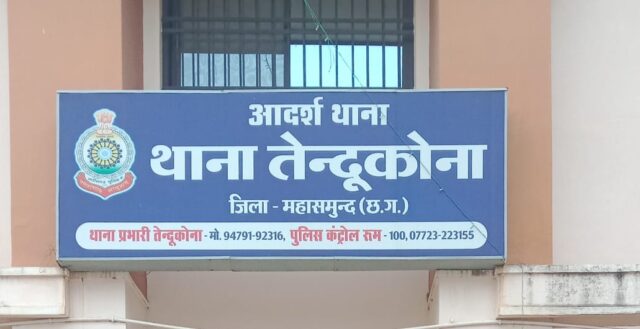 आदर्श थाना
थाना तेन्दूकोना
जिला - महासमुन्द (छ.ग.)
थाना प्रभारी तेन्दूकोना - मो. 94791-92316, पुलिस कंट्रोल रूम - 100, 07723-223155